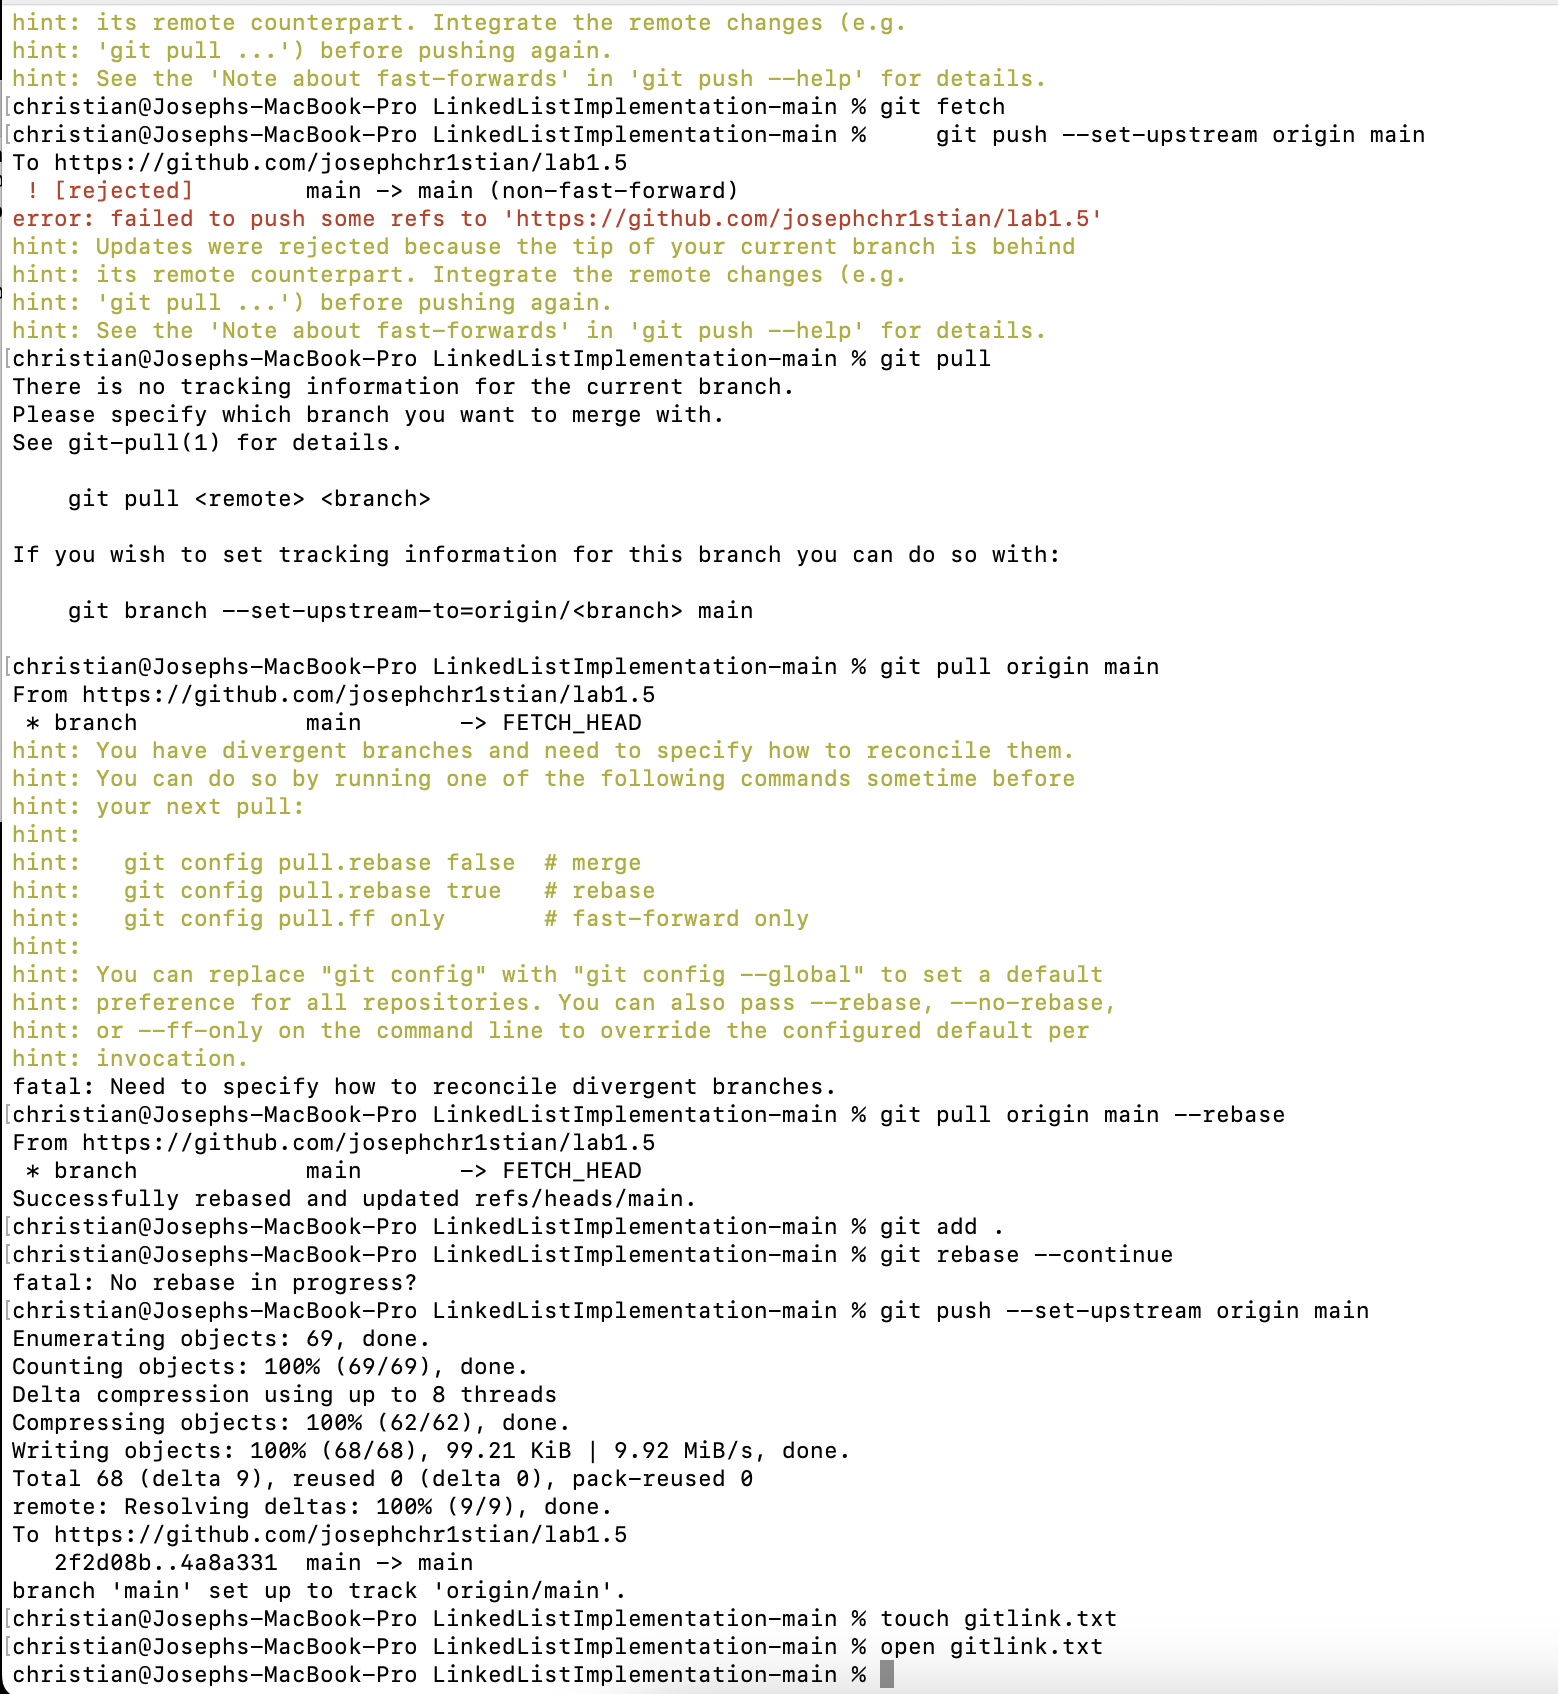 hint: its remote counterpart. Integrate the remote changes (e.g.
hint: 'git pull ...') before pushing again.
hint: See the 'Note about fast-forwards' in 'git push --help' for details.
[christian@Josephs-MacBook-Pro LinkedListImplementation-main % git fetch
[christian@Josephs-MacBook-Pro LinkedListImplementation-main %     git push --set-upstream origin main
To https://github.com/josephchr1stian/lab1.5
 ! [rejected]        main -> main (non-fast-forward)
error: failed to push some refs to 'https://github.com/josephchr1stian/lab1.5'
hint: Updates were rejected because the tip of your current branch is behind
hint: its remote counterpart. Integrate the remote changes (e.g.
hint: 'git pull ...') before pushing again.
hint: See the 'Note about fast-forwards' in 'git push --help' for details.
[christian@Josephs-MacBook-Pro LinkedListImplementation-main % git pull
There is no tracking information for the current branch.
Please specify which branch you want to merge with.
See git-pull(1) for details.
    git pull <remote> <branch>
If you wish to set tracking information for this branch you can do so with:
    git branch --set-upstream-to=origin/<branch> main
[christian@Josephs-MacBook-Pro LinkedListImplementation-main % git pull origin main
From https://github.com/josephchr1stian/lab1.5
 * branch            main       -> FETCH_HEAD
hint: You have divergent branches and need to specify how to reconcile them.
hint: You can do so by running one of the following commands sometime before
hint: your next pull:
hint:
hint:   git config pull.rebase false  # merge
hint:   git config pull.rebase true   # rebase
hint:   git config pull.ff only       # fast-forward only
hint:
hint: You can replace "git config" with "git config --global" to set a default
hint: preference for all repositories. You can also pass --rebase, --no-rebase,
hint: or --ff-only on the command line to override the configured default per
hint: invocation.
fatal: Need to specify how to reconcile divergent branches.
[christian@Josephs-MacBook-Pro LinkedListImplementation-main % git pull origin main --rebase
From https://github.com/josephchr1stian/lab1.5
 * branch            main       -> FETCH_HEAD
Successfully rebased and updated refs/heads/main.
[christian@Josephs-MacBook-Pro LinkedListImplementation-main % git add .
[christian@Josephs-MacBook-Pro LinkedListImplementation-main % git rebase --continue
fatal: No rebase in progress?
[christian@Josephs-MacBook-Pro LinkedListImplementation-main % git push --set-upstream origin main
Enumerating objects: 69, done.
Counting objects: 100% (69/69), done.
Delta compression using up to 8 threads
Compressing objects: 100% (62/62), done.
Writing objects: 100% (68/68), 99.21 KiB | 9.92 MiB/s, done.
Total 68 (delta 9), reused 0 (delta 0), pack-reused 0
remote: Resolving deltas: 100% (9/9), done.
To https://github.com/josephchr1stian/lab1.5
   2f2d08b..4a8a331  main -> main
branch 'main' set up to track 'origin/main'.
[christian@Josephs-MacBook-Pro LinkedListImplementation-main % touch gitlink.txt
[christian@Josephs-MacBook-Pro LinkedListImplementation-main % open gitlink.txt
christian@Josephs-MacBook-Pro LinkedListImplementation-main %